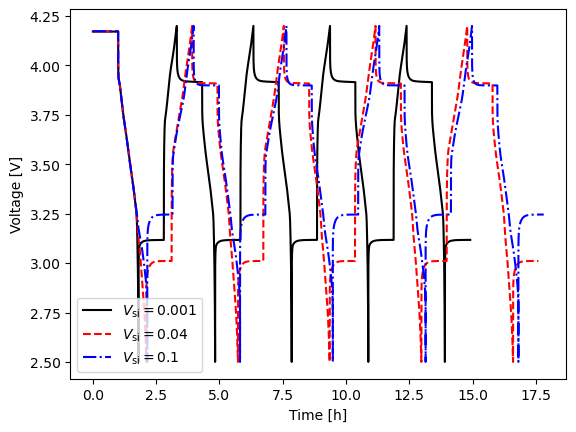 4.25
4.00
3.75
3.50
3.25
3.00
2.75
2.50
Voltage [V]
V_si = 0.001
V_si = 0.04
V_si = 0.1
0.0 2.5 5.0 7.5 10.0 12.5 15.0 17.5
Time [h]